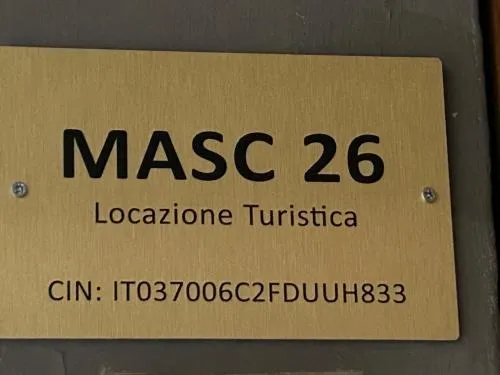 MASC 26
Locazione Turistica
CIN: IT037006C2FDUUH833